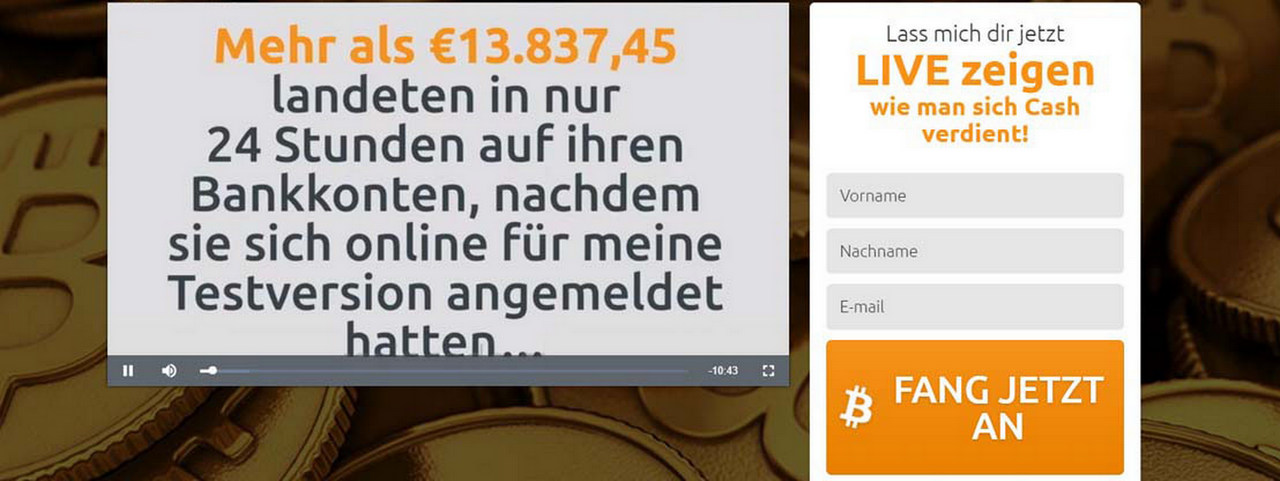 Mehr als €13.837,45
landeten in nur
24 Stunden auf ihren
Bankkonten, nachdem
sie sich online für meine
Testversion angemeldet
hatten...
-10:43
Lass mich dir jetzt
LIVE zeigen
wie man sich Cash
verdient!
Vorname
Nachname
E-mail
FANG JETZT
AN